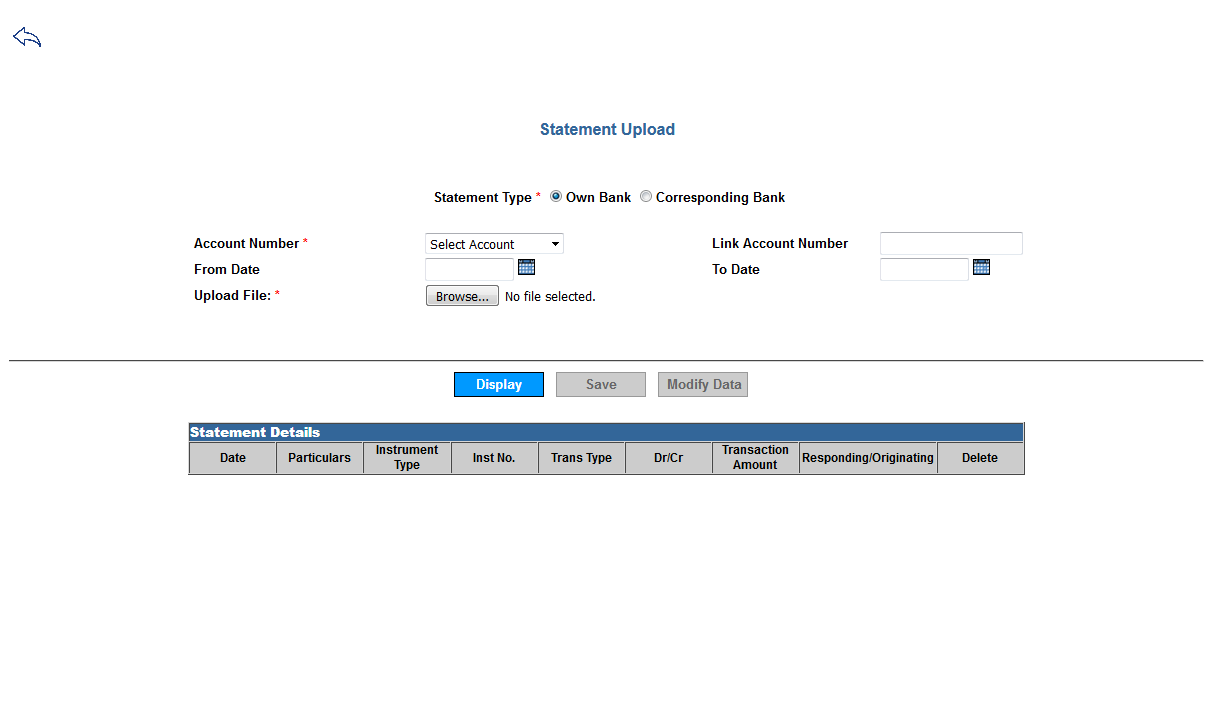 Statement Upload
Statement Type * Own Bank Corresponding Bank
Account Number * Select Account Link Account Number
From Date To Date
Upload File: * Browse... No file selected.
Display Save Modify Data
Statement Details
Date Particulars Instrument Type Inst No. Trans Type Dr/Cr Transaction Amount Responding/Originating Delete